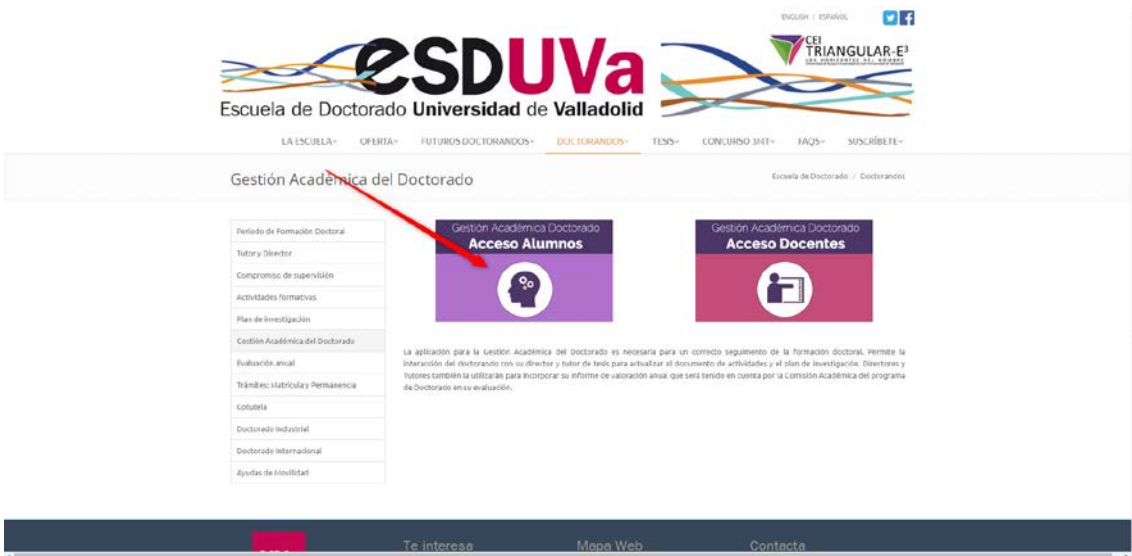 ENGLISH | ESPAÑOL
esDUVa
Escuela de Doctorado Universidad de Valladolid
CEI
TRIANGULAR-E³
LOS HORIZONTES DEL HOMBRE
LA ESCUELA
OFERTA
FUTUROS DOCTORANDOS
DOCTORANDOS
TESIS
CONCURSO 3MT
FAQS
SUSCRÍBETE
Gestión Académica del Doctorado
Escuela de Doctorado / Doctorandos
Periodo de Formación Doctoral
Tutor y Director
Compromiso de supervisión
Actividades formativas
Plan de investigación
Gestión Académica del Doctorado
Evaluación anual
Trámites: Matrícula y Permanencia
Cotutela
Doctorado Industrial
Doctorado Internacional
Ayudas de Movilidad
Gestión Académica Doctorado
Acceso Alumnos
Gestión Académica Doctorado
Acceso Docentes
La aplicación para la Gestión Académica del Doctorado es necesaria para un correcto seguimiento de la formación doctoral. Permite la
interacción del doctorando con su director y tutor de tesis para actualizar el documento de actividades y el plan de investigación. Directores y
Tutores también la utilizarán para incorporar su informe de valoración anual que será tenido en cuenta por la Comisión Académica del programa
de Doctorado en su evaluación.
Te interesa
Mapa Web
Contacta